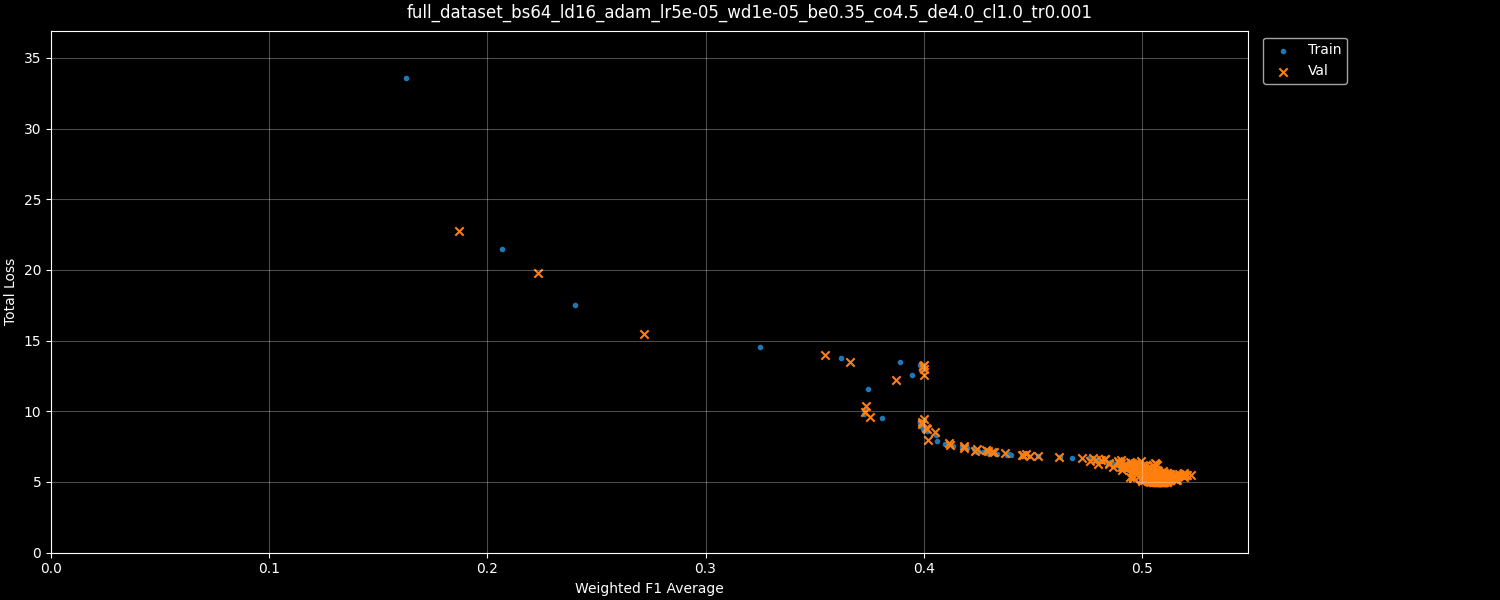 full_dataset_bs64_ld16_adam_lr5e-05_wd1e-05_be0.35_co4.5_de4.0_cl1.0_tr0.001
Train
Val
35
30
25
20
15
10
5
0
Total Loss
0.0 0.1 0.2 0.3 0.4 0.5
Weighted F1 Average